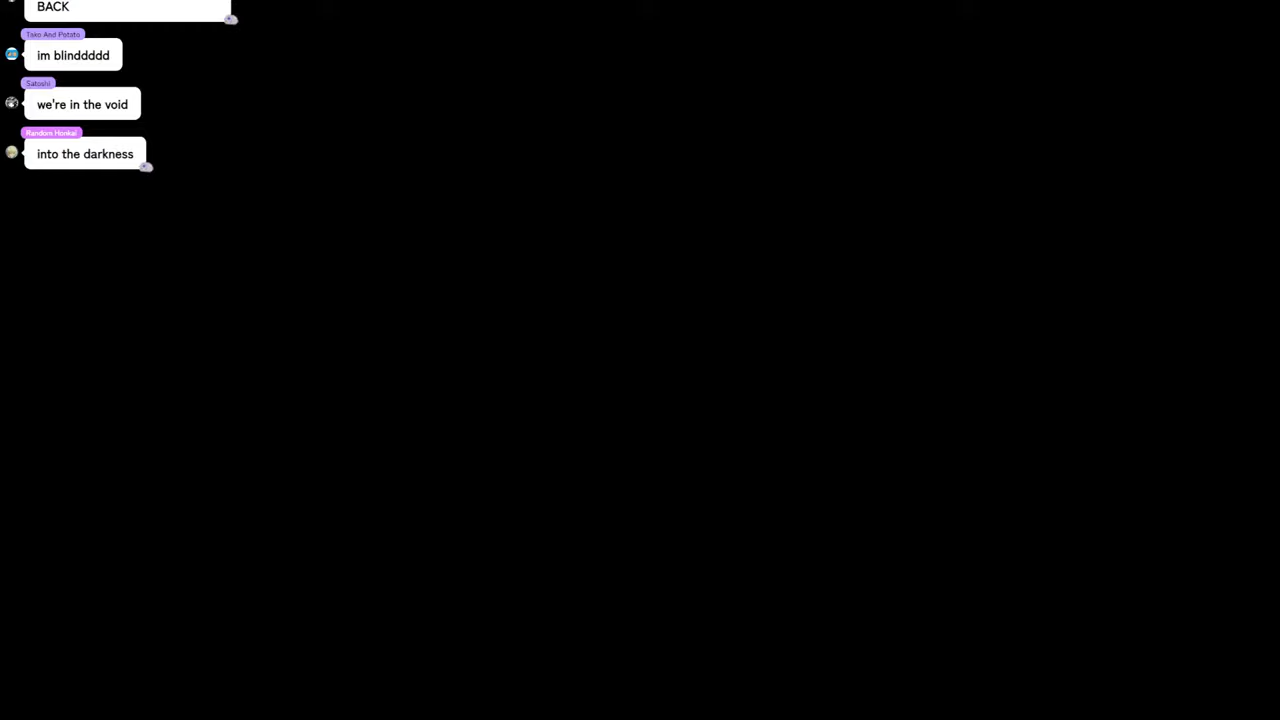 BACK
Tako And Potato
im blinddddd
Satoshi
we're in the void
Random Honkai
into the darkness